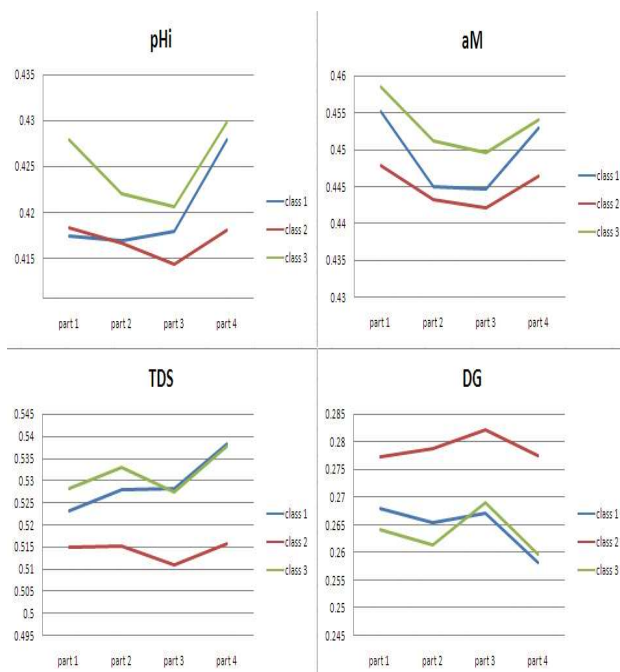 pHi
0.435
0.43
0.425
0.42
0.415
class 1
class 2
class 3
part 1 part 2 part 3 part 4
aM
0.46
0.455
0.45
0.445
0.44
0.435
0.43
class 1
class 2
class 3
part 1 part 2 part 3 part 4
TDS
0.545
0.54
0.535
0.53
0.525
0.52
0.515
0.51
0.505
0.5
0.495
class 1
class 2
class 3
part 1 part 2 part 3 part 4
DG
0.285
0.28
0.275
0.27
0.265
0.26
0.255
0.25
0.245
class 1
class 2
class 3
part 1 part 2 part 3 part 4